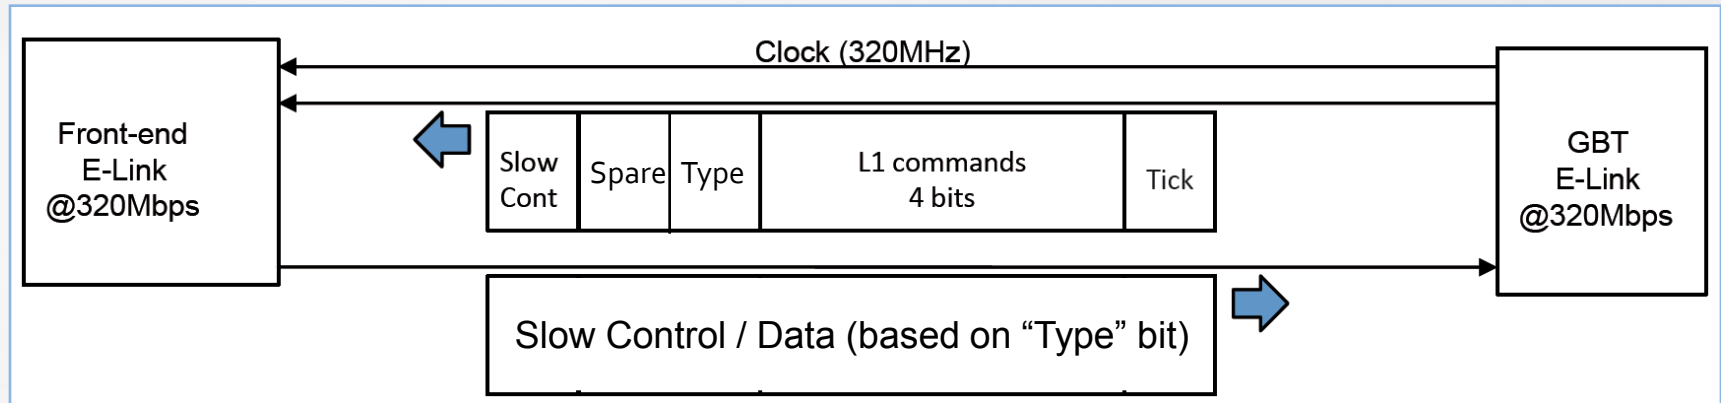 Clock (320MHz)
Front-end
E-Link
@320Mbps
Slow
Cont
Spare
Type
L1 commands
4 bits
Tick
GBT
E-Link
@320Mbps
Slow Control / Data (based on “Type” bit)